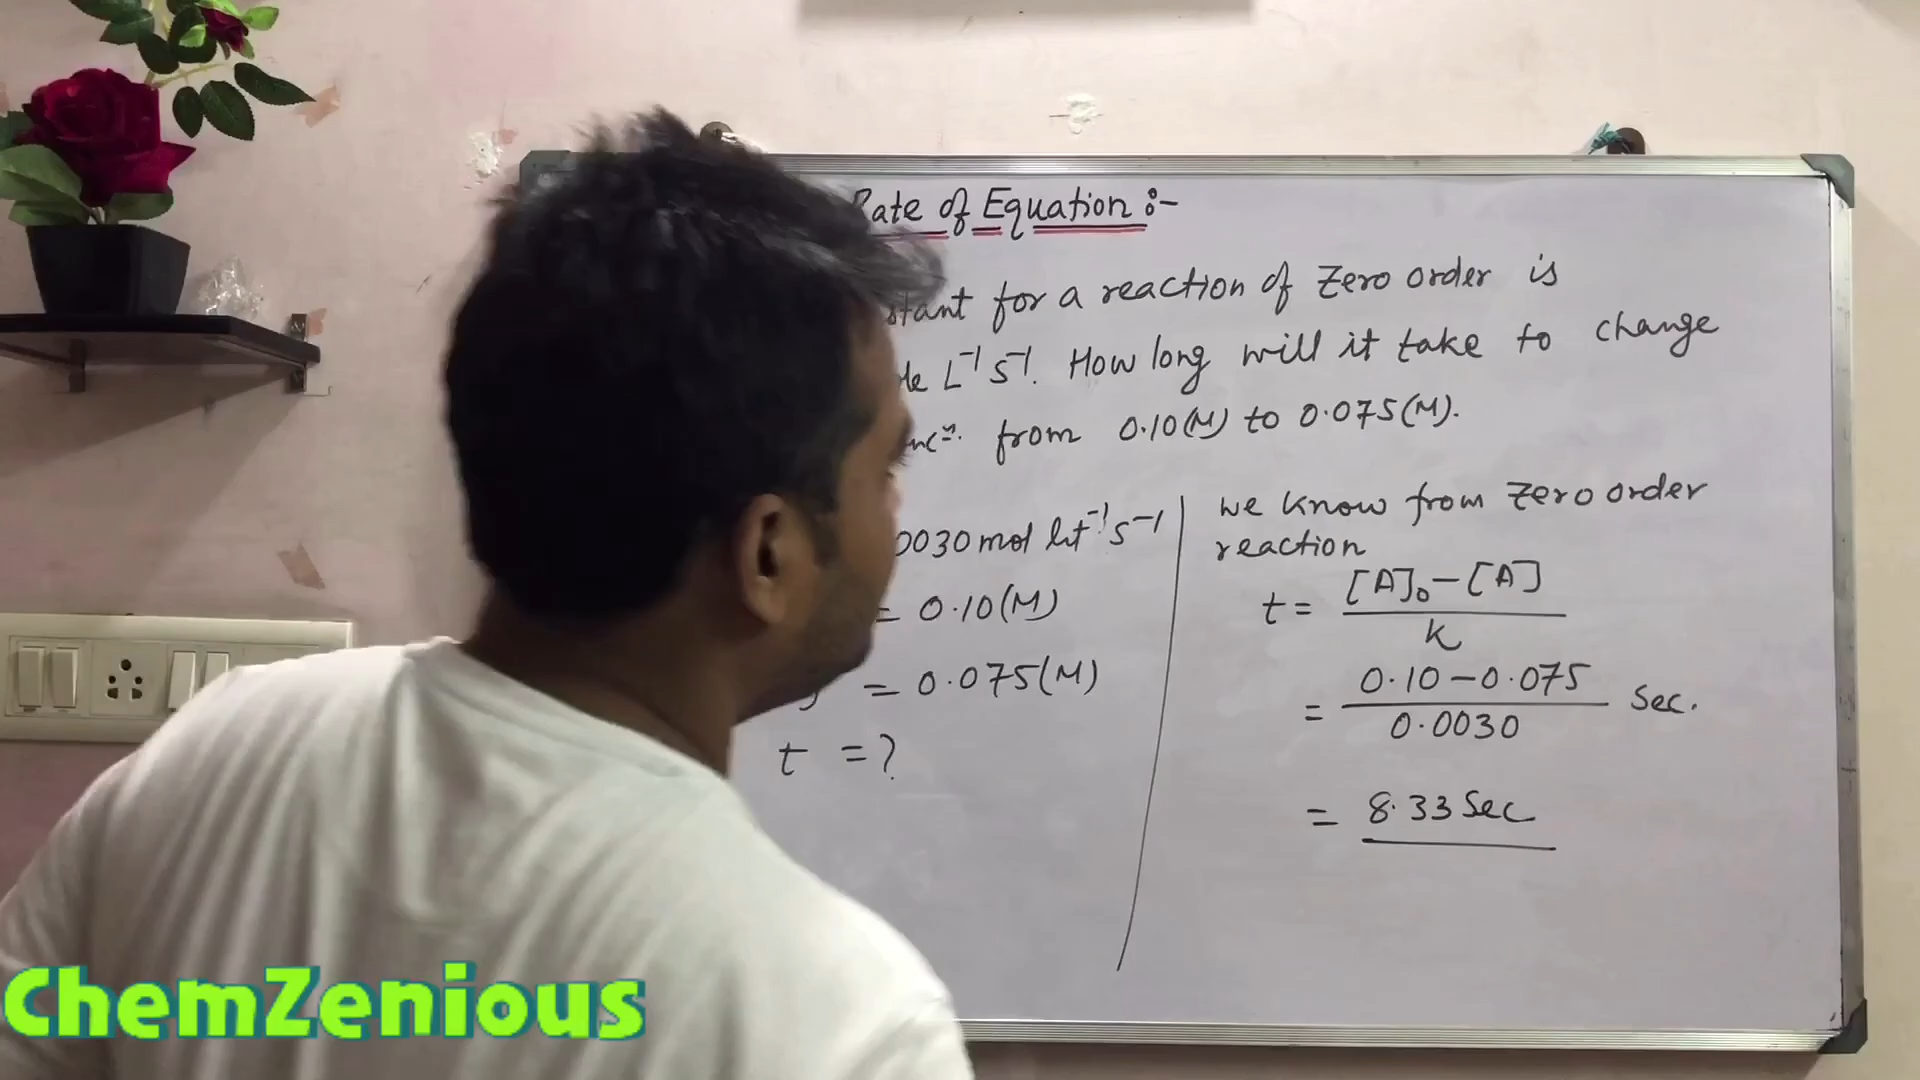 Rate of Equation :-
for a reaction of Zero order is
L⁻¹ S⁻¹. How long will it take to change
from 0.10(M) to 0.075(M).
0030 mol lit⁻¹ S⁻¹
= 0.10(M)
= 0.075(M)
t = ?
We know from Zero order
reaction
t = [A]₀ - [A]
K
= 0.10 - 0.075 Sec.
0.0030
= 8.33 Sec
ChemZenious